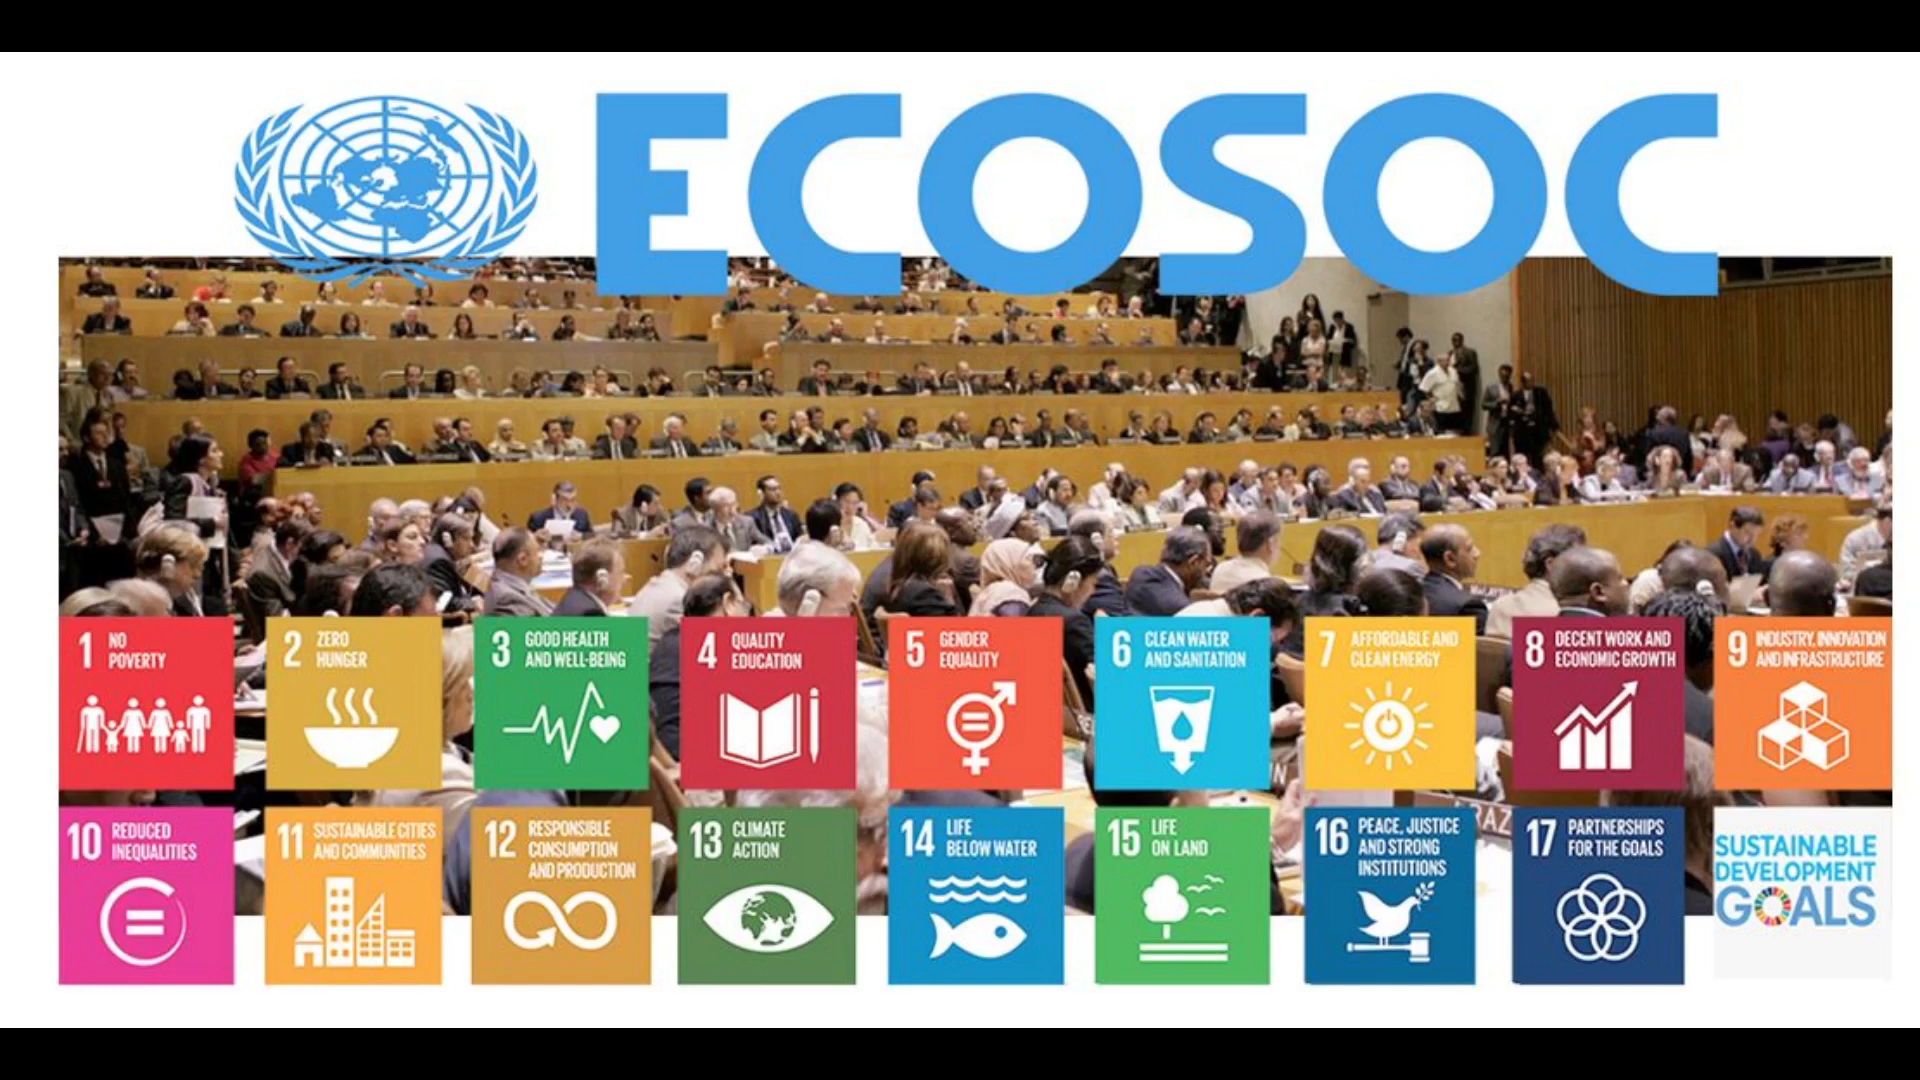 ECOSOC
1 NO
POVERTY
2 ZERO
HUNGER
3 GOOD HEALTH
AND WELL-BEING
4 QUALITY
EDUCATION
5 GENDER
EQUALITY
6 CLEAN WATER
AND SANITATION
7 AFFORDABLE AND
CLEAN ENERGY
8 DECENT WORK AND
ECONOMIC GROWTH
9 INDUSTRY, INNOVATION
AND INFRASTRUCTURE
10 REDUCED
INEQUALITIES
11 SUSTAINABLE CITIES
AND COMMUNITIES
12 RESPONSIBLE
CONSUMPTION
AND PRODUCTION
13 CLIMATE
ACTION
14 LIFE
BELOW WATER
15 LIFE
ON LAND
16 PEACE, JUSTICE
AND STRONG
INSTITUTIONS
17 PARTNERSHIPS
FOR THE GOALS
SUSTAINABLE
DEVELOPMENT
GOALS